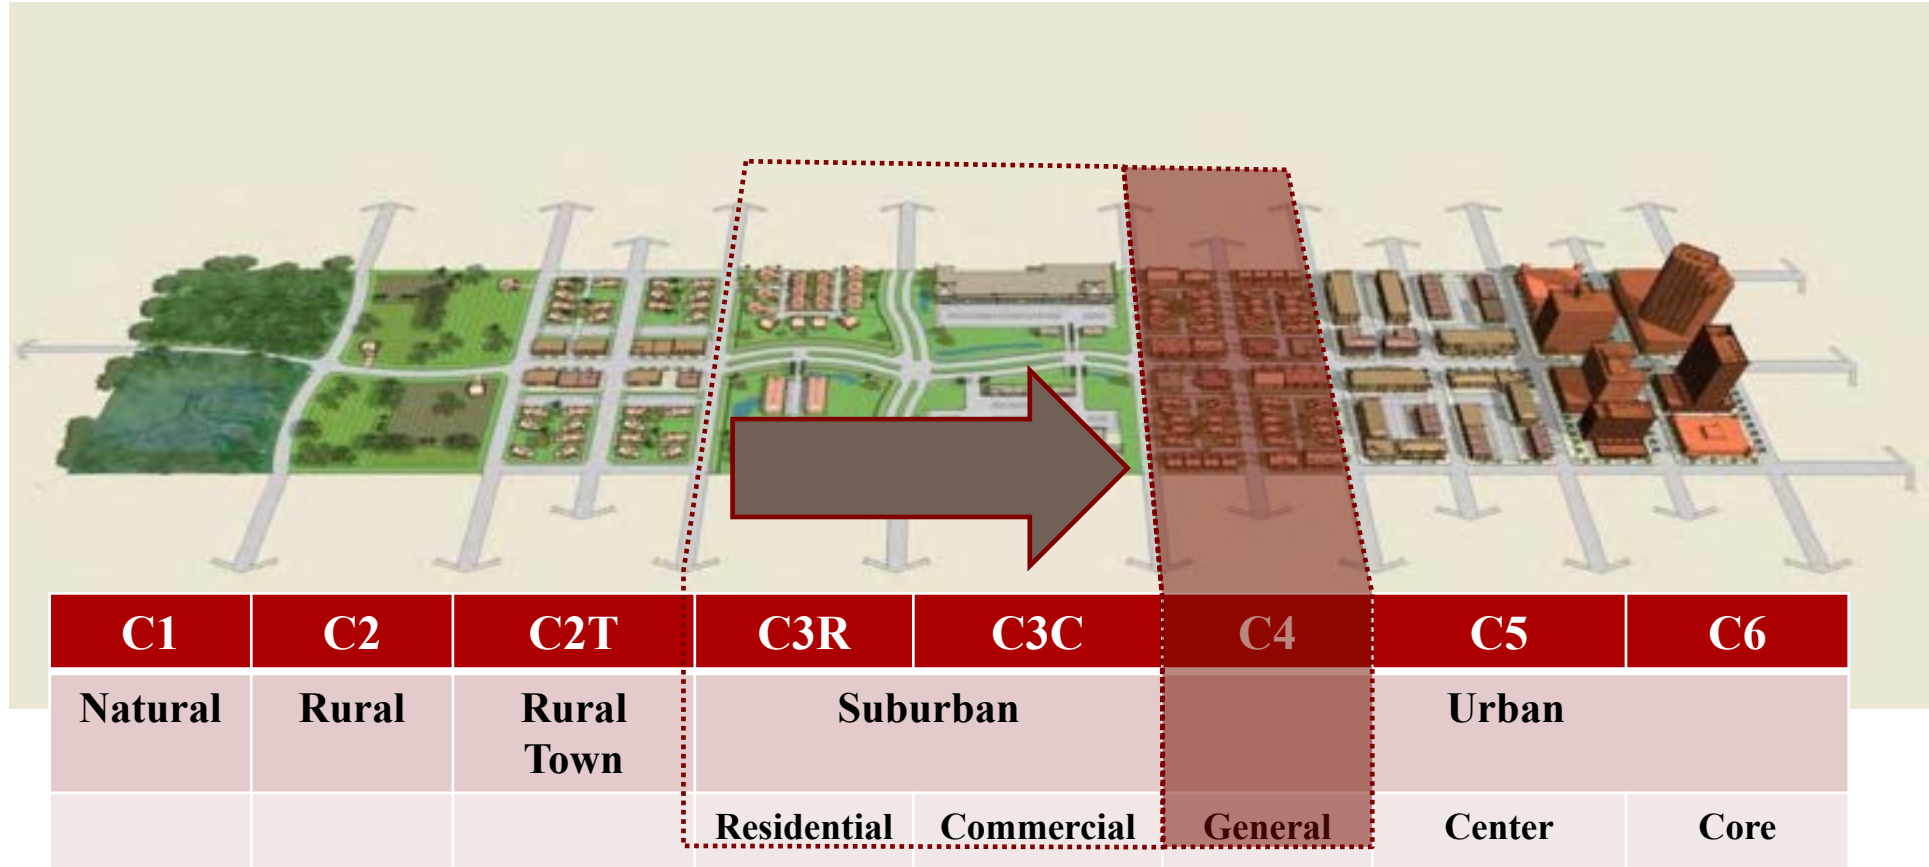 C1 C2 C2T C3R C3C C4 C5 C6
Natural Rural Rural Town Suburban Urban
Residential Commercial General Center Core